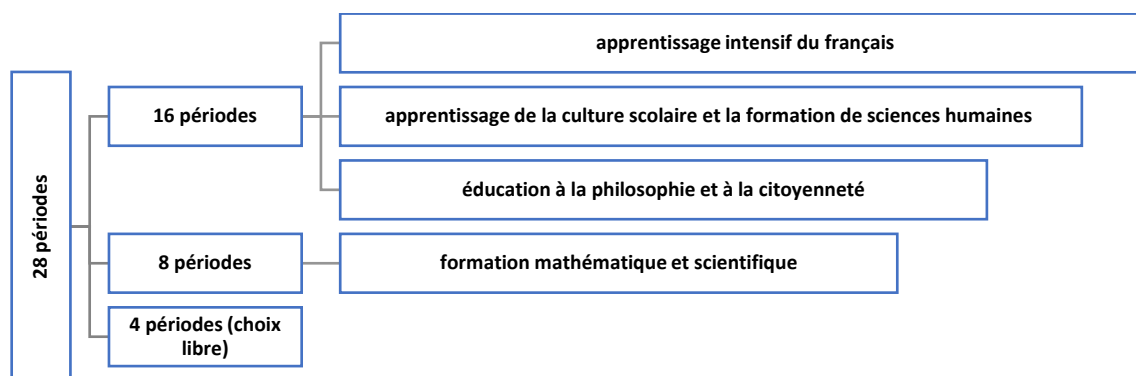 28 périodes
16 périodes
apprentissage intensif du français
apprentissage de la culture scolaire et la formation de sciences humaines
éducation à la philosophie et à la citoyenneté
8 périodes
formation mathématique et scientifique
4 périodes (choix
libre)